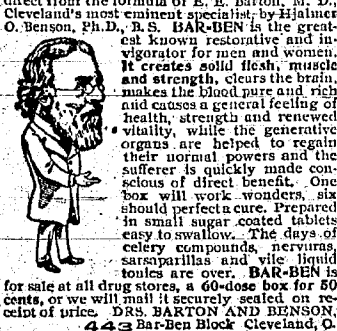 direct from the formula of E. E. Barton, M. D.,
Cleveland's most eminent specialist, by Hjalmer
O. Benson, Ph.D., B. S. BAR-BEN is the great-
est known restorative and in-
vigorator for men and women.
It creates solid flesh, muscle
and strength, clears the brain,
makes the blood pure and rich
and causes a general feeling of
health, strength and renewed
vitality, while the generative
organs are helped to regain
their normal powers and the
sufferer is quickly made con-
scious of direct benefit. One
box will work wonders, six
should perfect a cure. Prepared
in small sugar coated tablets
easy to swallow. The days of
celery compounds, nervuras,
sarsaparillas and vile liquid
tonics are over. BAR-BEN is
for sale at all drug stores, a 60-dose box for 50
cents, or we will mail it securely sealed on re-
ceipt of price. DRS. BARTON AND BENSON,
443 Bar-Ben Block Cleveland, O.